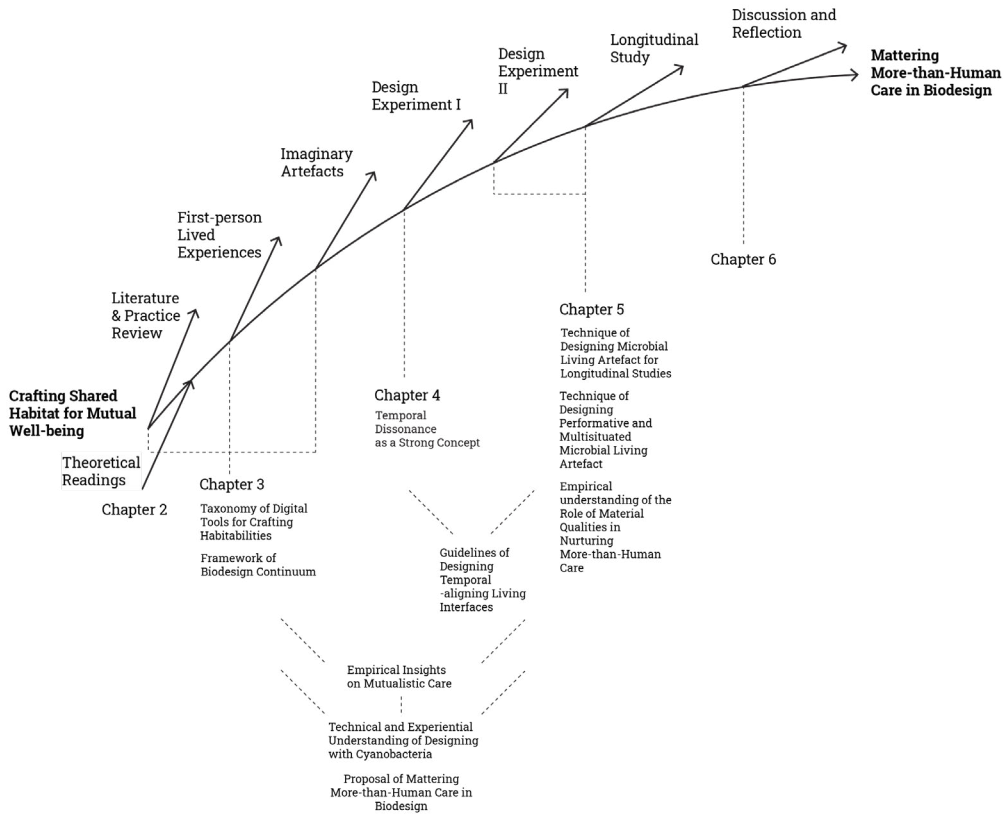 Discussion and
Reflection
Mattering
More-than-Human
Care in Biodesign
Longitudinal
Study
Design
Experiment
II
Design
Experiment I
Imaginary
Artefacts
First-person
Lived
Experiences
Literature
& Practice
Review
Crafting Shared
Habitat for Mutual
Well-being
Theoretical
Readings
Chapter 2
Chapter 3
Taxonomy of Digital
Tools for Crafting
Habitabilities
Framework of
Biodesign Continuum
Chapter 4
Temporal
Dissonance
as a Strong Concept
Chapter 5
Technique of
Designing Microbial
Living Artefact for
Longitudinal Studies
Technique of
Designing
Performative and
Multisituated
Microbial Living
Artefact
Empirical
understanding of the
Role of Material
Qualities in
Nurturing
More-than-Human
Care
Chapter 6
Guidelines of
Designing
Temporal
-aligning Living
Interfaces
Empirical Insights
on Mutualistic Care
Technical and Experiential
Understanding of Designing
with Cyanobacteria
Proposal of Mattering
More-than-Human Care in
Biodesign